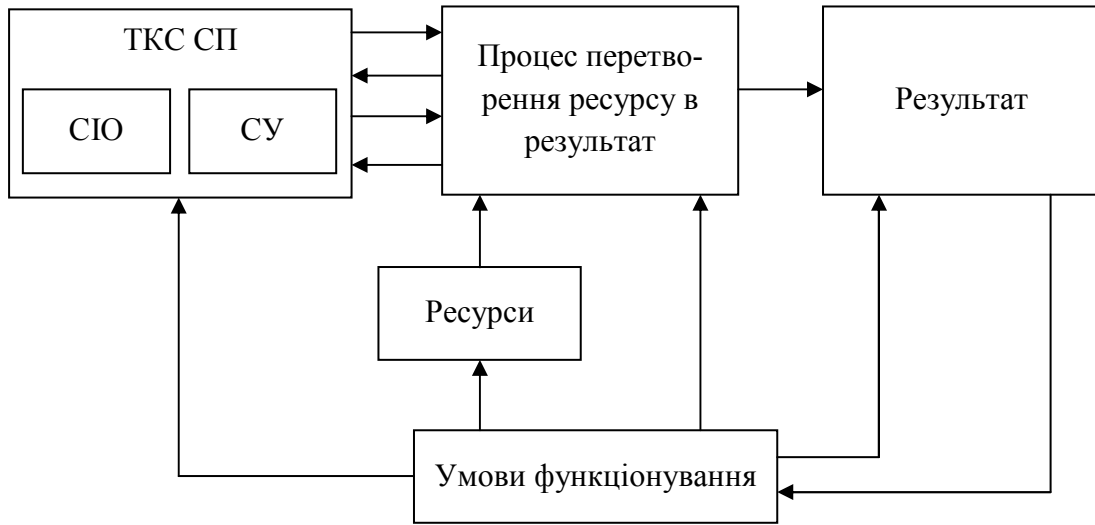 ТКС СП
СІО
СУ
Процес перетво-
рення ресурсу в
результат
Результат
Ресурси
Умови функціонування